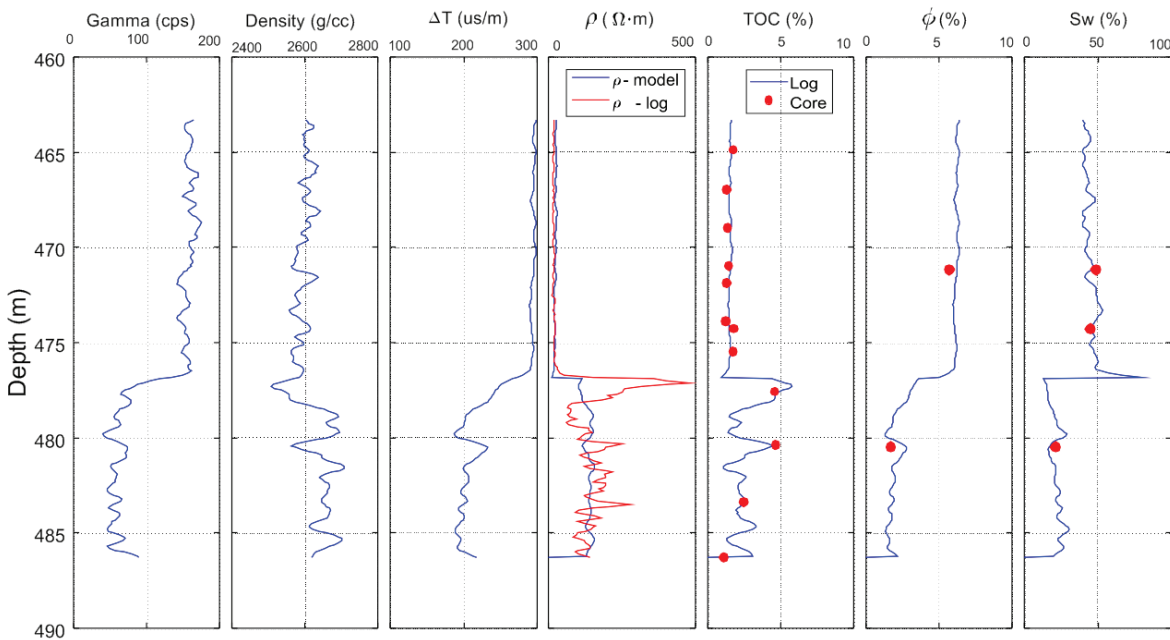 Gamma (cps) Density (g/cc) ΔT (us/m) ρ ( Ω·m) TOC (%) ϕ (%) Sw (%)
0 100 200 2400 2600 2800 100 200 300 0 500 0 5 10 0 5 10 0 50 100
460
ρ - model
ρ - log
Log
Core
465
470
Depth (m)
475
480
485
490